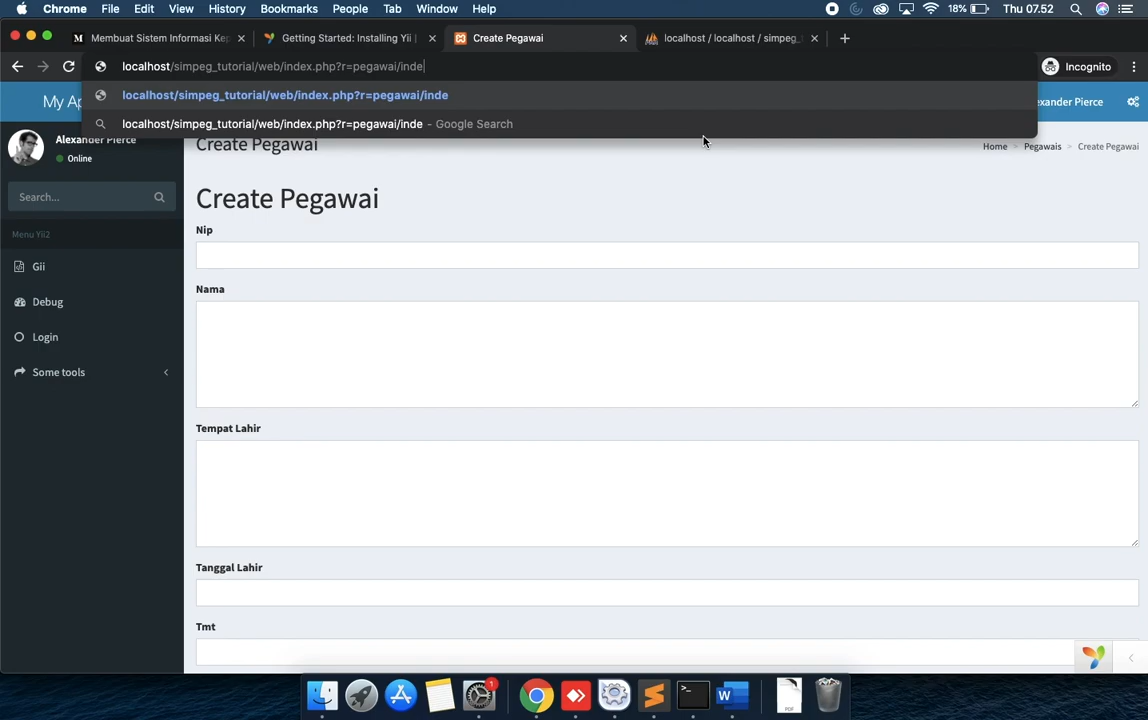 Chrome File Edit View History Bookmarks People Tab Window Help 18% Thu 07.52
Membuat Sistem Informasi Kep
Getting Started: Installing Yii
Create Pegawai
localhost / localhost / simpeg_
localhost/simpeg_tutorial/web/index.php?r=pegawai/inde
Incognito
localhost/simpeg_tutorial/web/index.php?r=pegawai/inde
localhost/simpeg_tutorial/web/index.php?r=pegawai/inde - Google Search
My Ap
exander Pierce
Alexander Pierce
Online
Create Pegawai
Home > Pegawais > Create Pegawai
Search...
Menu Yii2
Gii
Debug
Login
Some tools
Create Pegawai
Nip
Nama
Tempat Lahir
Tanggal Lahir
Tmt
1
W
PDF